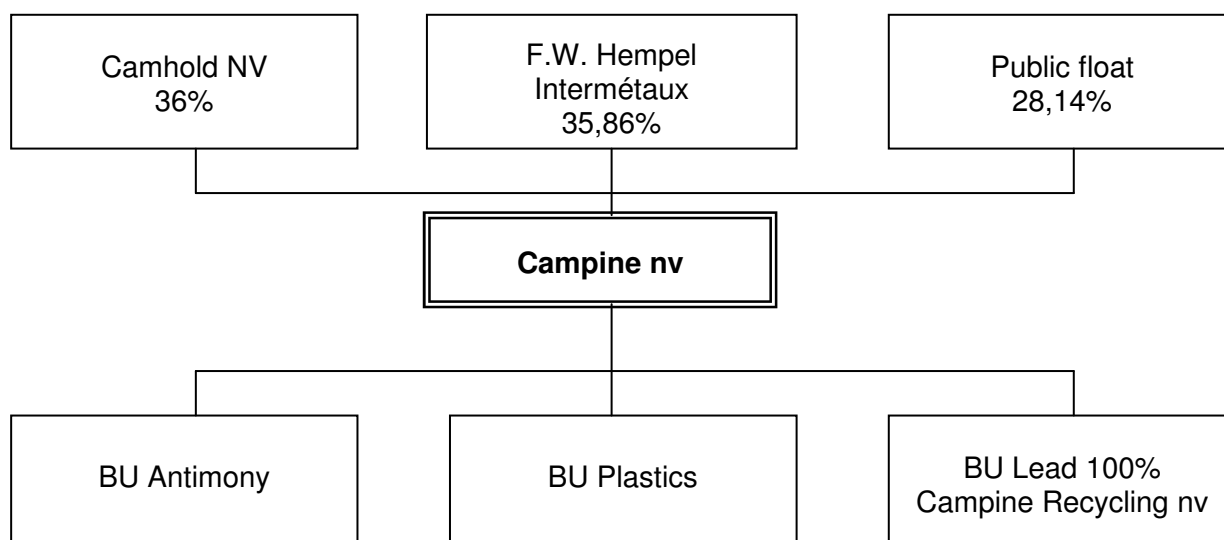 Camhold NV
36%
F.W. Hempel
Intermétaux
35,86%
Public float
28,14%
Campine nv
BU Antimony
BU Plastics
BU Lead 100%
Campine Recycling nv